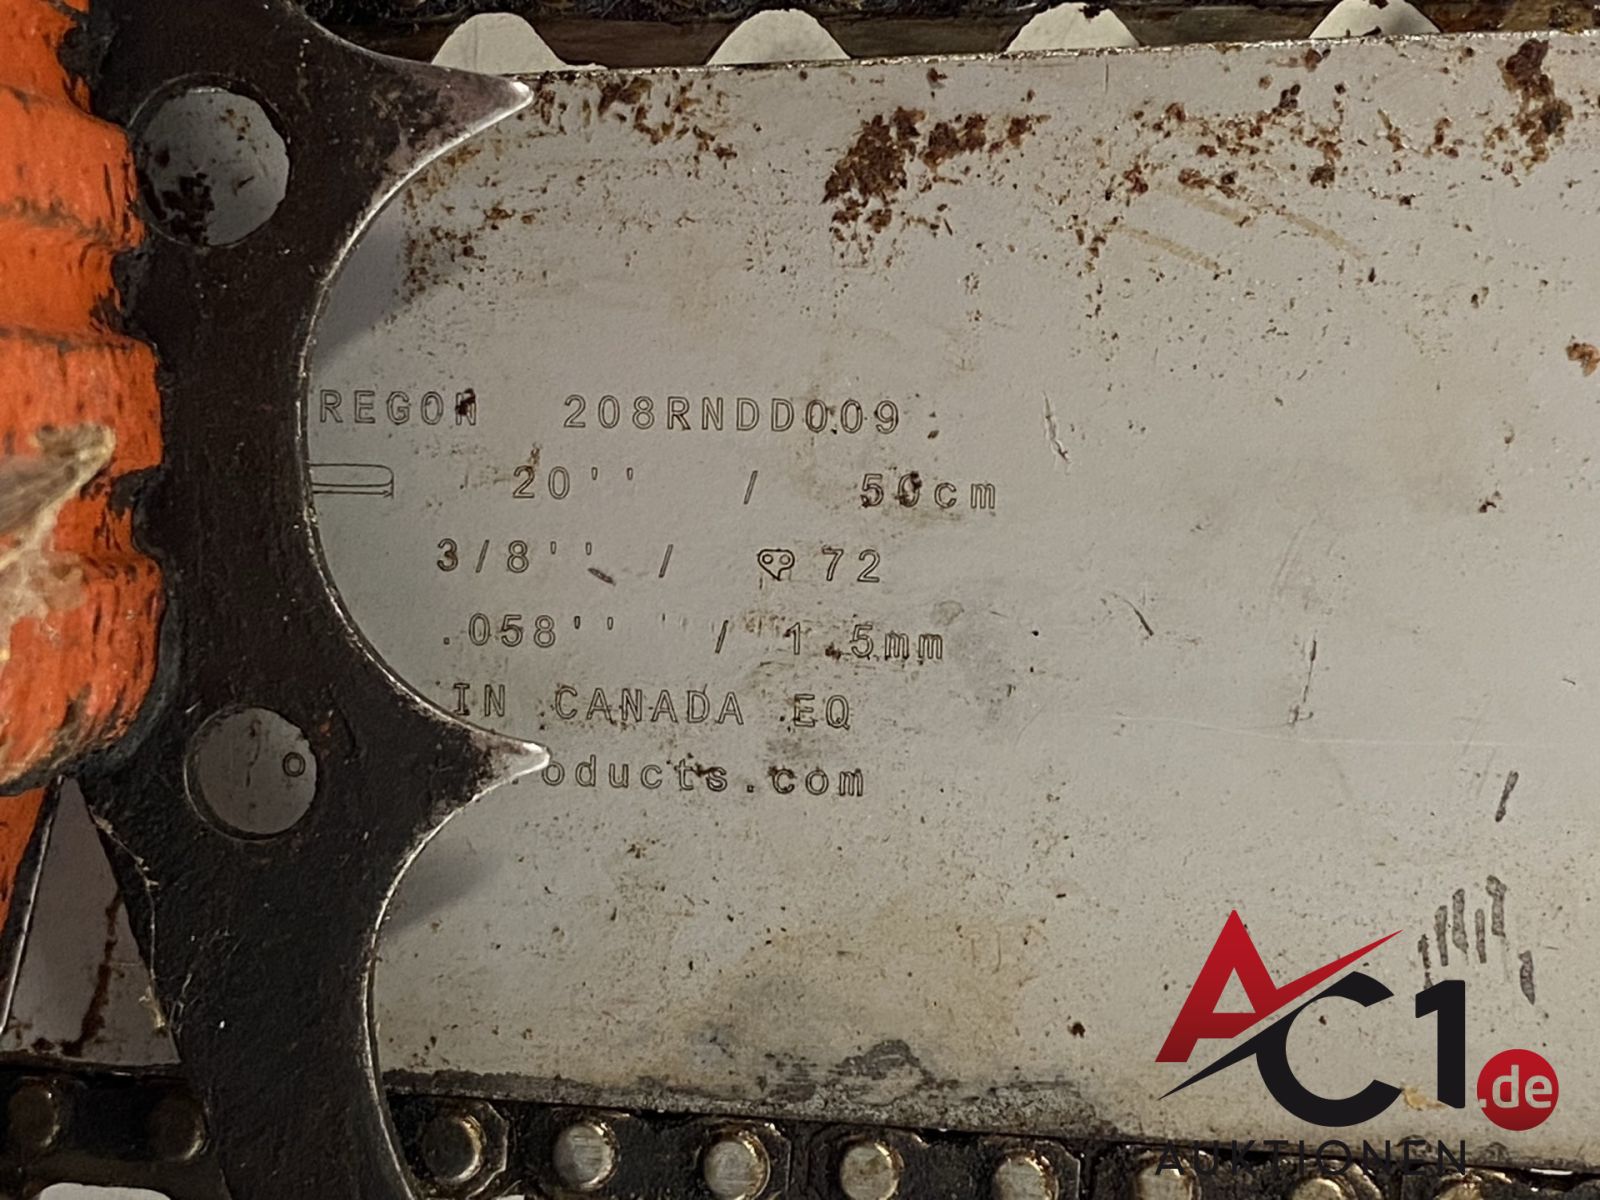 REGON 208RNDD009
20'' / 50cm
3/8'' / 72
.058'' / 1.5mm
IN CANADA EQ
o oducts.com
AC1.de
AUKTIONEN